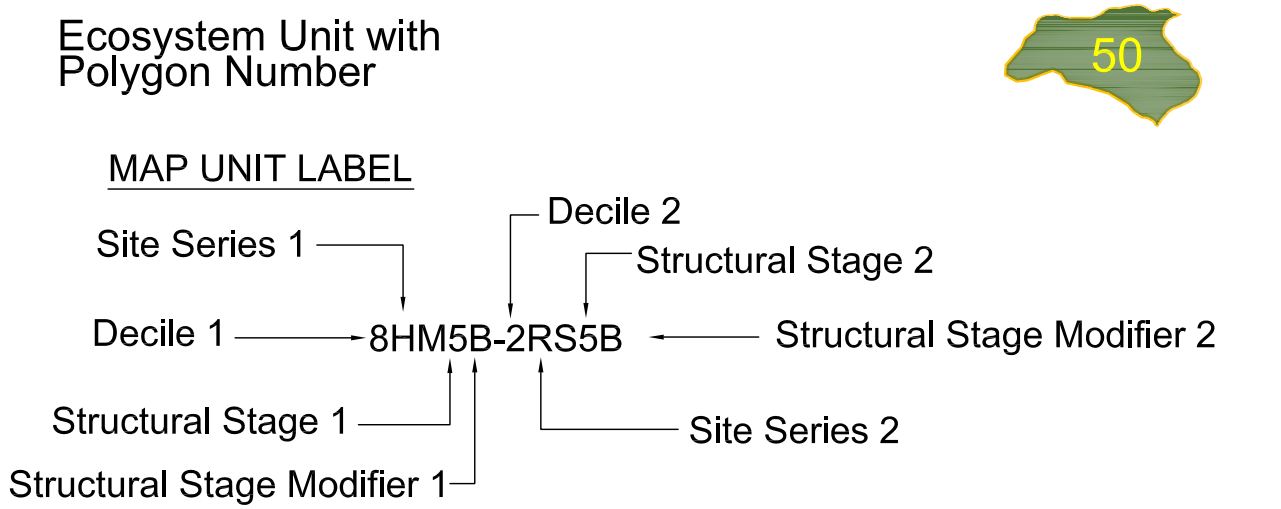 Ecosystem Unit with
Polygon Number
50
MAP UNIT LABEL
Decile 2
Site Series 1
Structural Stage 2
Decile 1
8HM5B-2RS5B
Structural Stage Modifier 2
Structural Stage 1
Site Series 2
Structural Stage Modifier 1